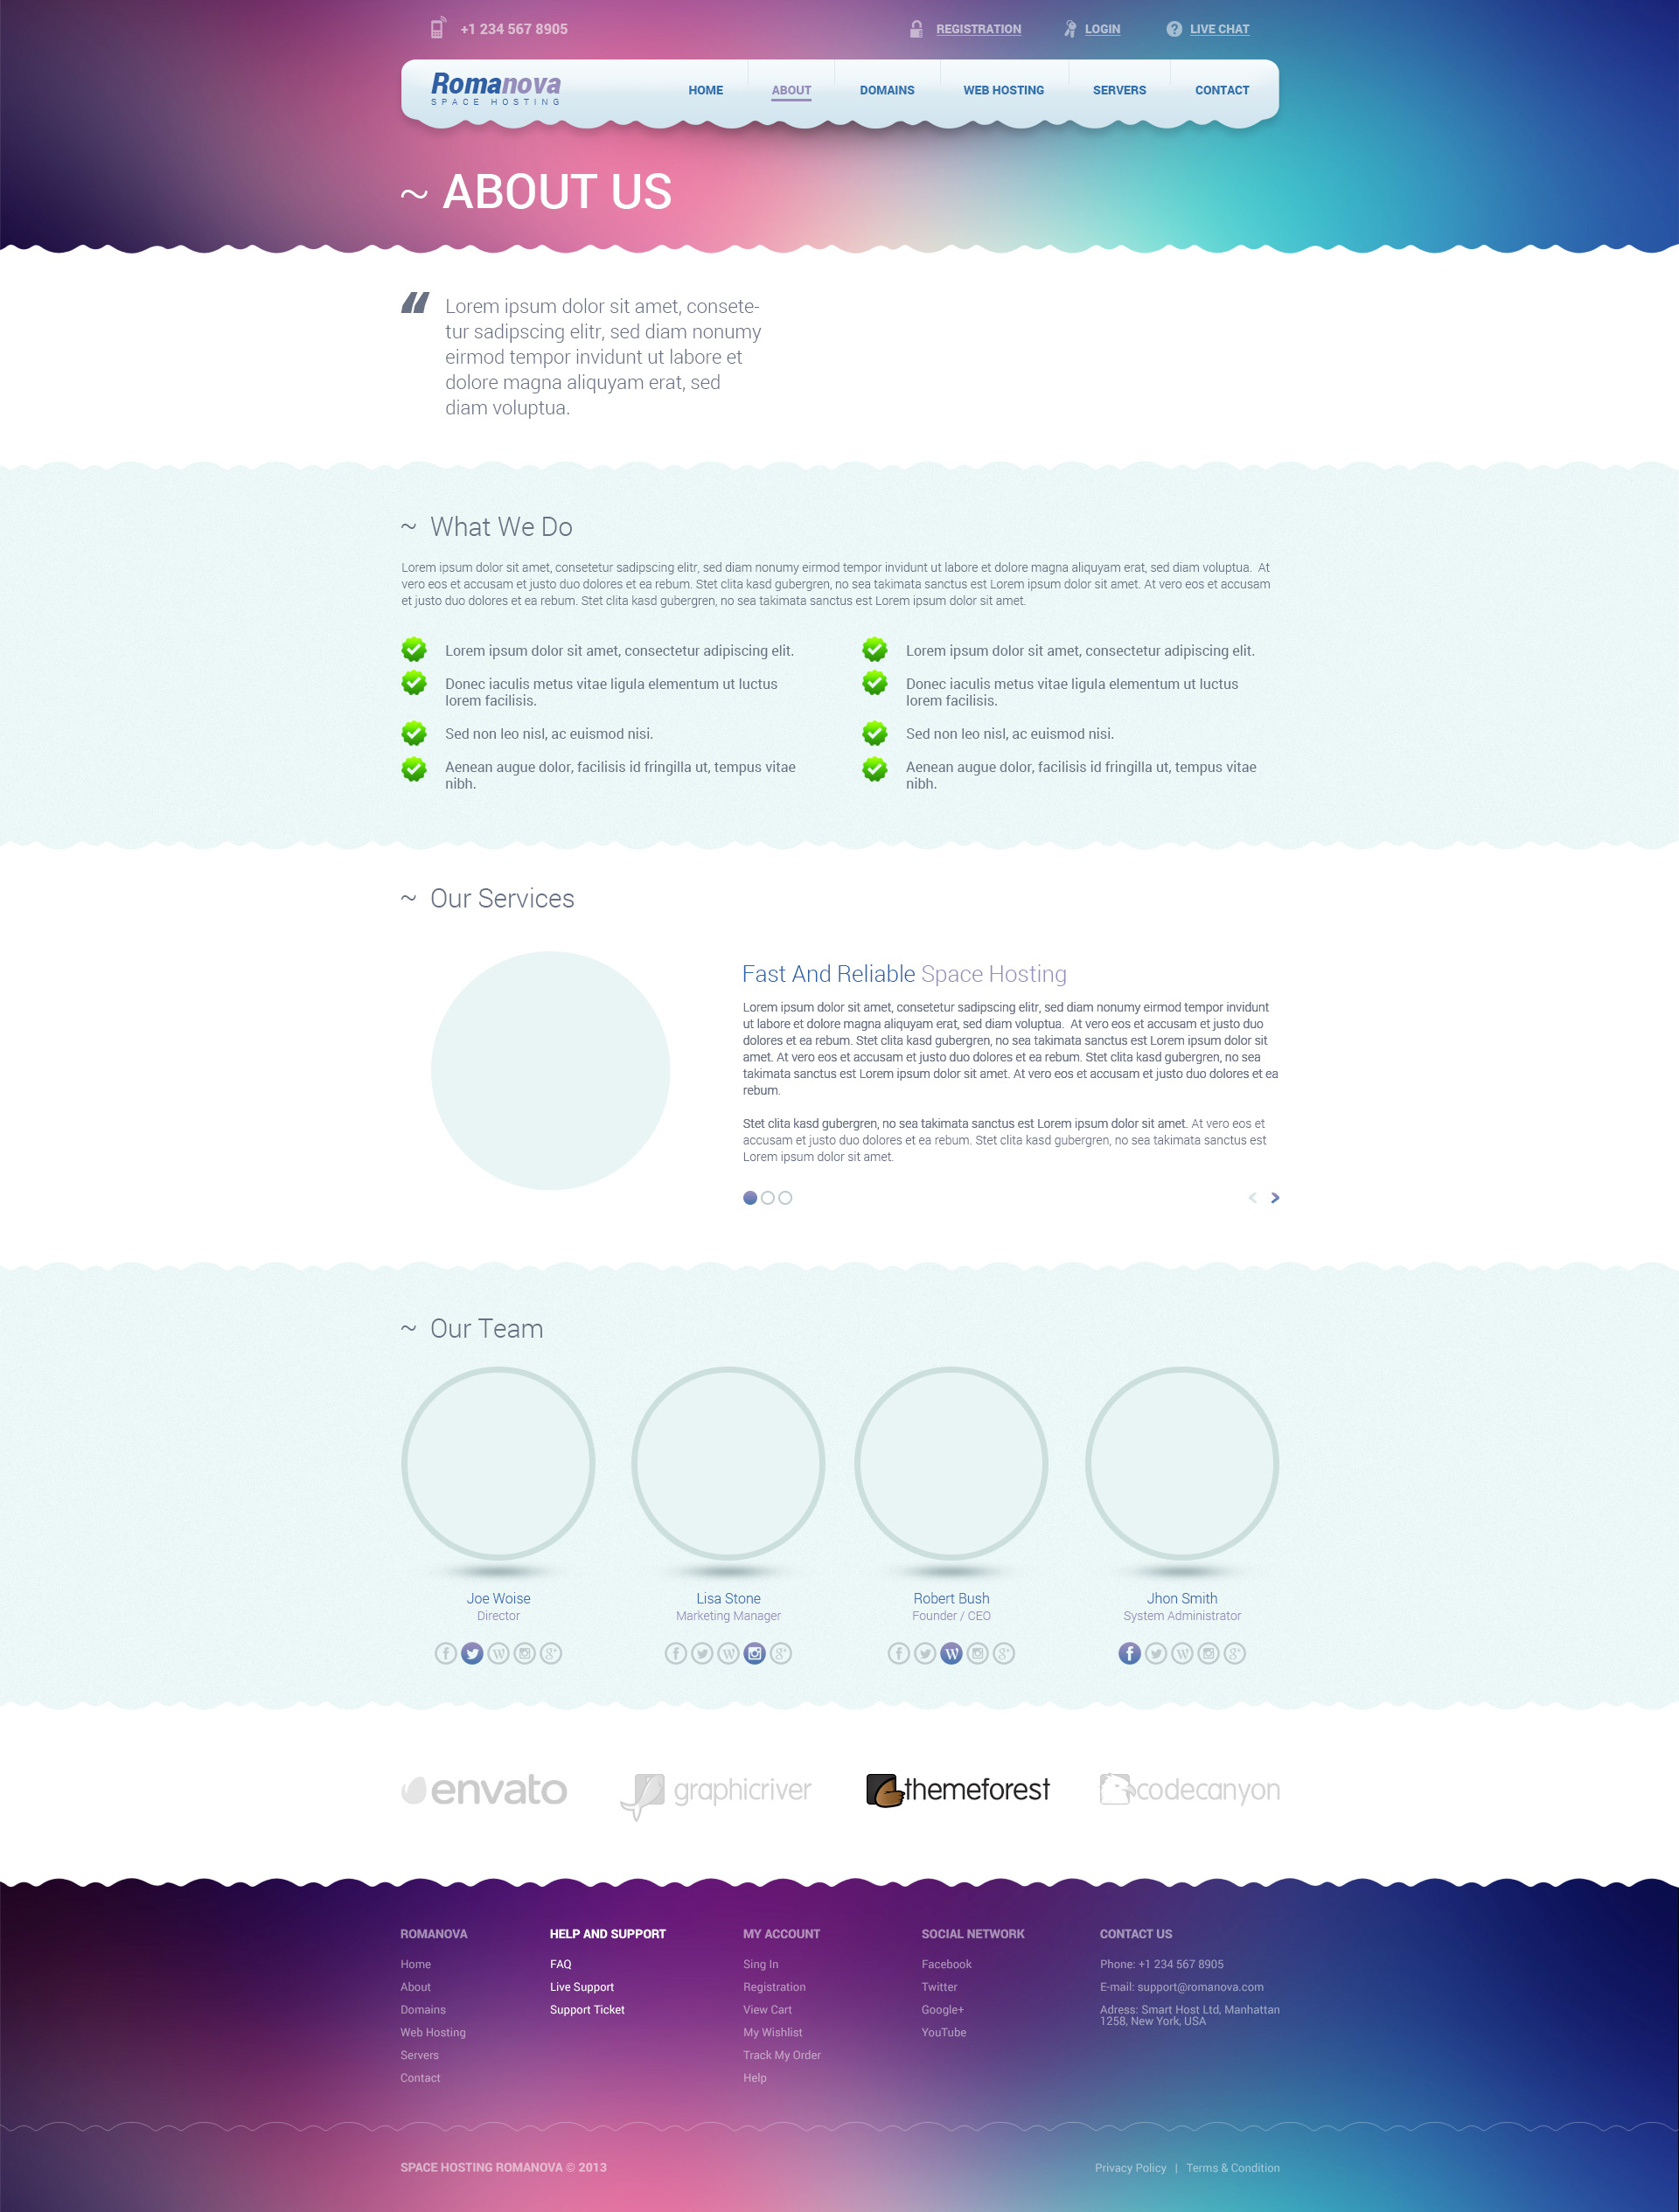 +1 234 567 8905
REGISTRATION
LOGIN
LIVE CHAT
Romanova
SPACE HOSTING
HOME
ABOUT
DOMAINS
WEB HOSTING
SERVERS
CONTACT
~ ABOUT US
“ Lorem ipsum dolor sit amet, consete-
tur sadipscing elitr, sed diam nonumy
eirmod tempor invidunt ut labore et
dolore magna aliquyam erat, sed
diam voluptua.
~ What We Do
Lorem ipsum dolor sit amet, consetetur sadipscing elitr, sed diam nonumy eirmod tempor invidunt ut labore et dolore magna aliquyam erat, sed diam voluptua. At
vero eos et accusam et justo duo dolores et ea rebum. Stet clita kasd gubergren, no sea takimata sanctus est Lorem ipsum dolor sit amet. At vero eos et accusam
et justo duo dolores et ea rebum. Stet clita kasd gubergren, no sea takimata sanctus est Lorem ipsum dolor sit amet.
Lorem ipsum dolor sit amet, consectetur adipiscing elit.
Donec iaculis metus vitae ligula elementum ut luctus
lorem facilisis.
Sed non leo nisl, ac euismod nisi.
Aenean augue dolor, facilisis id fringilla ut, tempus vitae
nibh.
Lorem ipsum dolor sit amet, consectetur adipiscing elit.
Donec iaculis metus vitae ligula elementum ut luctus
lorem facilisis.
Sed non leo nisl, ac euismod nisi.
Aenean augue dolor, facilisis id fringilla ut, tempus vitae
nibh.
~ Our Services
Fast And Reliable Space Hosting
Lorem ipsum dolor sit amet, consetetur sadipscing elitr, sed diam nonumy eirmod tempor invidunt
ut labore et dolore magna aliquyam erat, sed diam voluptua. At vero eos et accusam et justo duo
dolores et ea rebum. Stet clita kasd gubergren, no sea takimata sanctus est Lorem ipsum dolor sit
amet. At vero eos et accusam et justo duo dolores et ea rebum. Stet clita kasd gubergren, no sea
takimata sanctus est Lorem ipsum dolor sit amet. At vero eos et accusam et justo duo dolores et ea
rebum.
Stet clita kasd gubergren, no sea takimata sanctus est Lorem ipsum dolor sit amet. At vero eos et
accusam et justo duo dolores et ea rebum. Stet clita kasd gubergren, no sea takimata sanctus est
Lorem ipsum dolor sit amet.
~ Our Team
Joe Woise
Director
Lisa Stone
Marketing Manager
Robert Bush
Founder / CEO
Jhon Smith
System Administrator
envato
graphicriver
themeforest
codecanyon
ROMANOVA
Home
About
Domains
Web Hosting
Servers
Contact
HELP AND SUPPORT
FAQ
Live Support
Support Ticket
MY ACCOUNT
Sing In
Registration
View Cart
My Wishlist
Track My Order
Help
SOCIAL NETWORK
Facebook
Twitter
Google+
YouTube
CONTACT US
Phone: +1 234 567 8905
E-mail: support@romanova.com
Adress: Smart Host Ltd, Manhattan
1258, New York, USA
SPACE HOSTING ROMANOVA © 2013
Privacy Policy | Terms & Condition